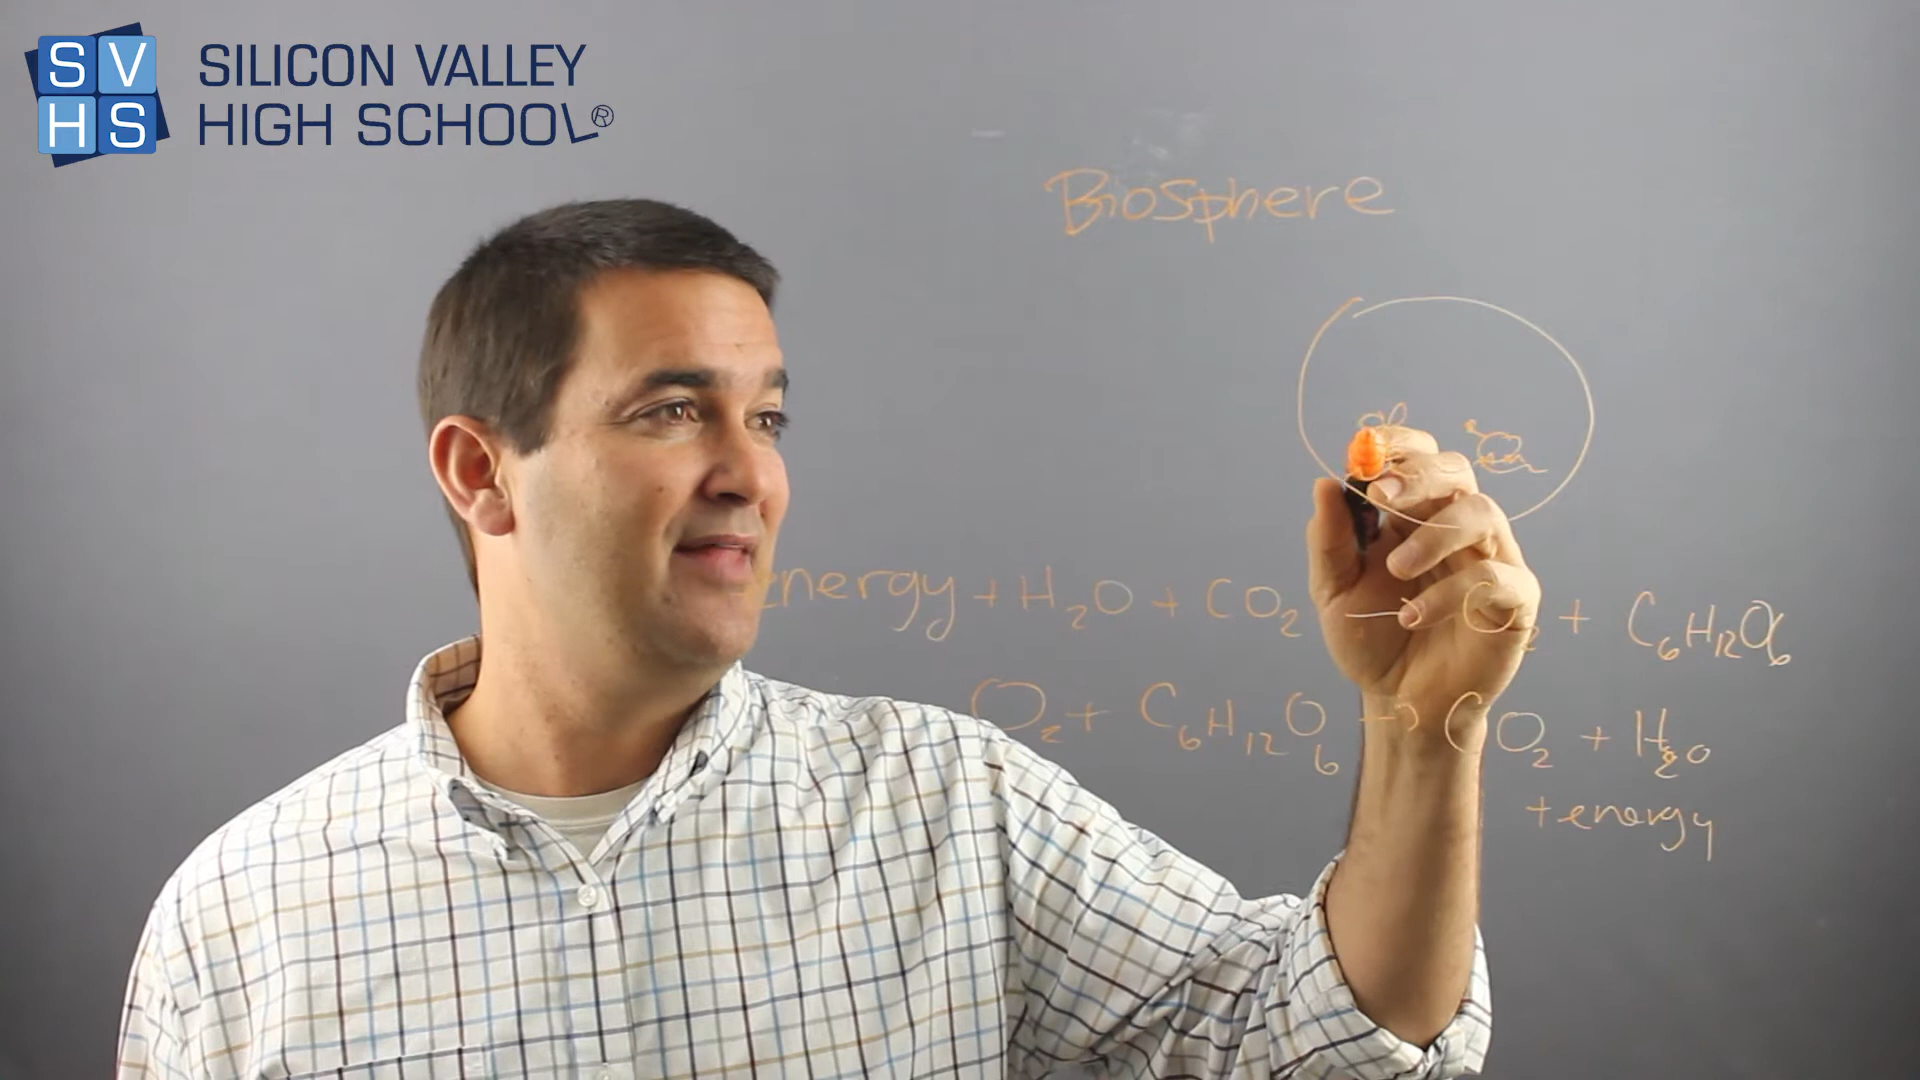 SV
HS
SILICON VALLEY
HIGH SCHOOL®
Biosphere
energy + H₂O + CO₂ → O₂ + C₆H₁₂O₆
O₂ + C₆H₁₂O₆ → CO₂ + H₂O
+ energy